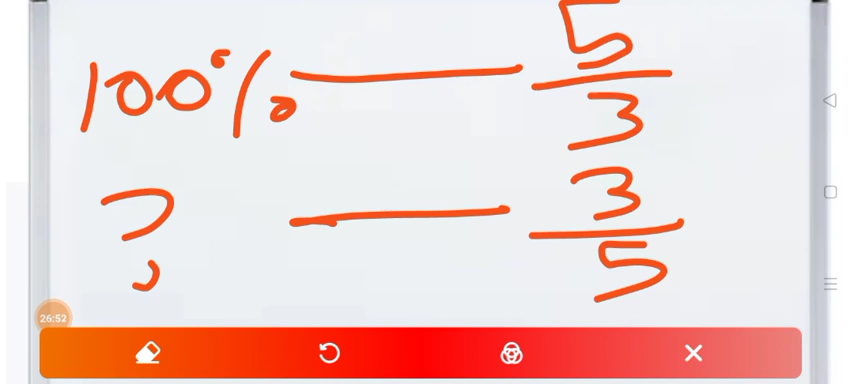 100% — 5/3
? — 3/5
26:52